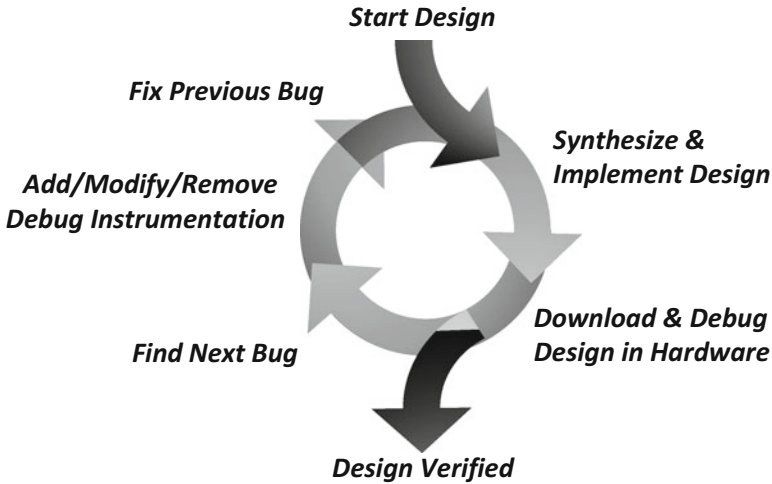 Start Design
Fix Previous Bug
Synthesize &
Implement Design
Add/Modify/Remove
Debug Instrumentation
Download & Debug
Design in Hardware
Find Next Bug
Design Verified